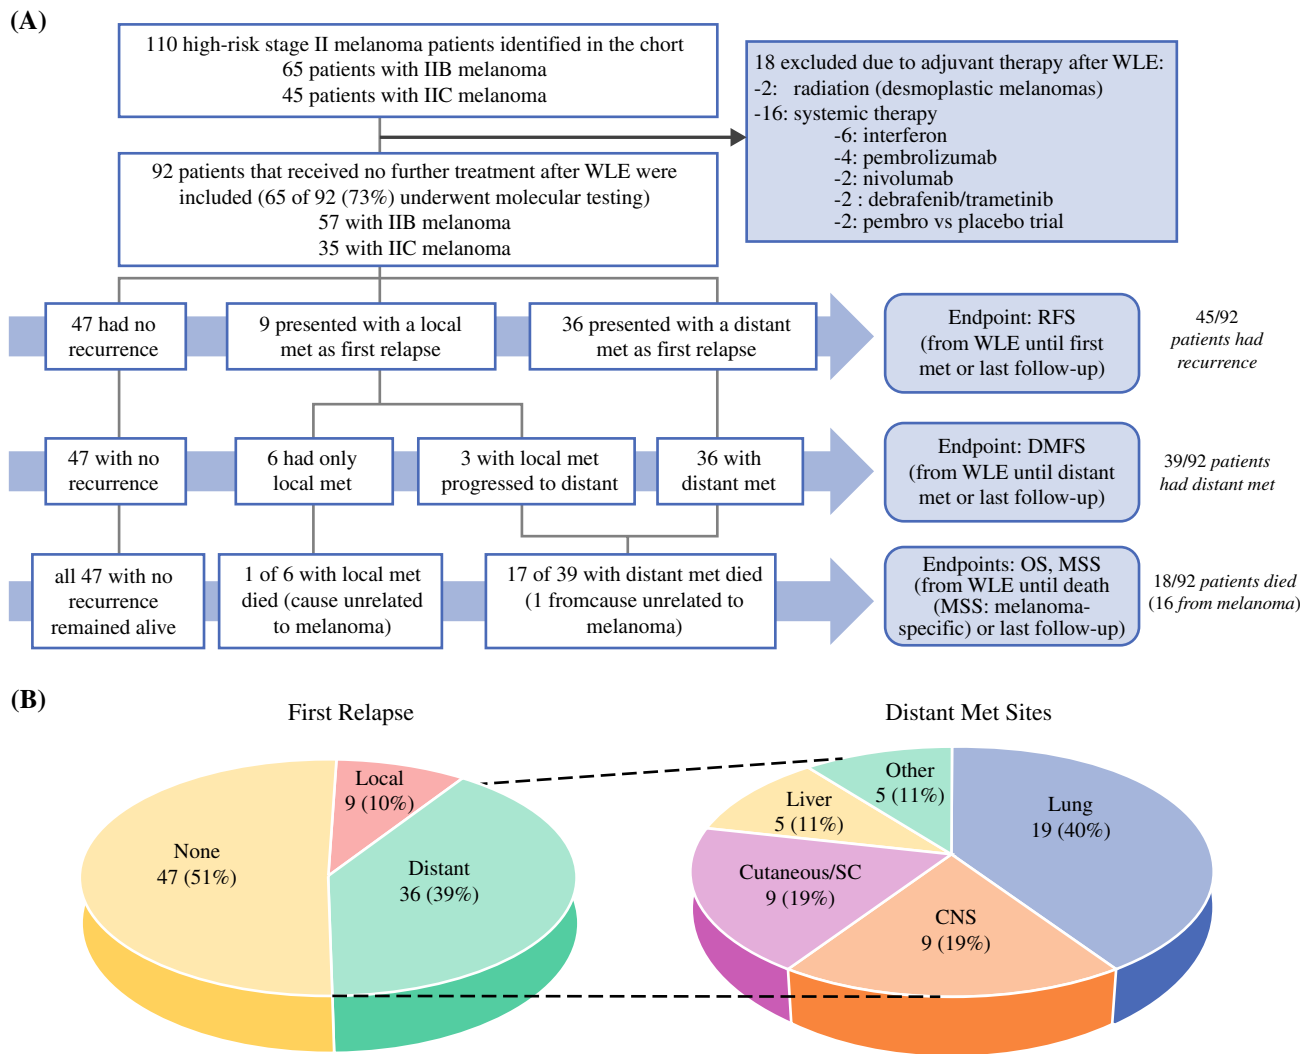 (A)
110 high-risk stage II melanoma patients identified in the chort
65 patients with IIB melanoma
45 patients with IIC melanoma
18 excluded due to adjuvant therapy after WLE:
-2: radiation (desmoplastic melanomas)
-16: systemic therapy
-6: interferon
-4: pembrolizumab
-2: nivolumab
-2 : debrafenib/trametinib
-2: pembro vs placebo trial
92 patients that received no further treatment after WLE were
included (65 of 92 (73%) underwent molecular testing)
57 with IIB melanoma
35 with IIC melanoma
47 had no
recurrence
9 presented with a local
met as first relapse
36 presented with a distant
met as first relapse
Endpoint: RFS
(from WLE until first
met or last follow-up)
45/92
patients had
recurrence
47 with no
recurrence
6 had only
local met
3 with local met
progressed to distant
36 with
distant met
Endpoint: DMFS
(from WLE until distant
met or last follow-up)
39/92 patients
had distant met
all 47 with no
recurrence
remained alive
1 of 6 with local met
died (cause unrelated
to melanoma)
17 of 39 with distant met died
(1 fromcause unrelated to
melanoma)
Endpoints: OS, MSS
(from WLE until death
(MSS: melanoma-
specific) or last follow-up)
18/92 patients died
(16 from melanoma)
(B)
First Relapse
Local
9 (10%)
None
47 (51%)
Distant
36 (39%)
Distant Met Sites
Other
5 (11%)
Liver
5 (11%)
Lung
19 (40%)
Cutaneous/SC
9 (19%)
CNS
9 (19%)